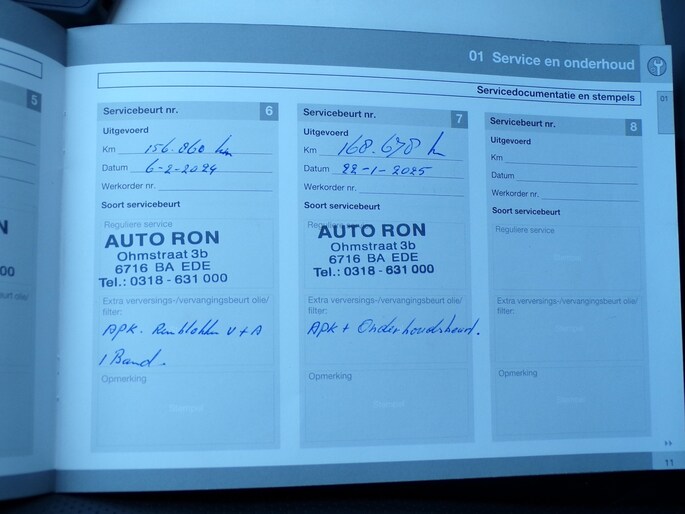 01 Service en onderhoud
Servicedocumentatie en stempels
01
5
Servicebeurt nr. 6
Uitgevoerd
Km 156.860 km
Datum 6-2-2024
Werkorder nr.
Soort servicebeurt
Reguliere service
AUTO RON
Ohmstraat 3b
6716 BA EDE
Tel.: 0318 - 631 000
Extra verversings-/vervangingsbeurt olie/
filter:
APK. Remblokken V + A
1 Band.
Opmerking
Servicebeurt nr. 7
Uitgevoerd
Km 168.678 km
Datum 22-1-2025
Werkorder nr.
Soort servicebeurt
AUTO RON
Ohmstraat 3b
6716 BA EDE
Tel.: 0318 - 631 000
Extra verversings-/vervangingsbeurt olie/
filter:
APK + Onderhoudsbeurt.
Opmerking
Servicebeurt nr. 8
Uitgevoerd
Km
Datum
Werkorder nr.
Soort servicebeurt
Reguliere service
Extra verversings-/vervangingsbeurt olie/
filter:
Opmerking
11